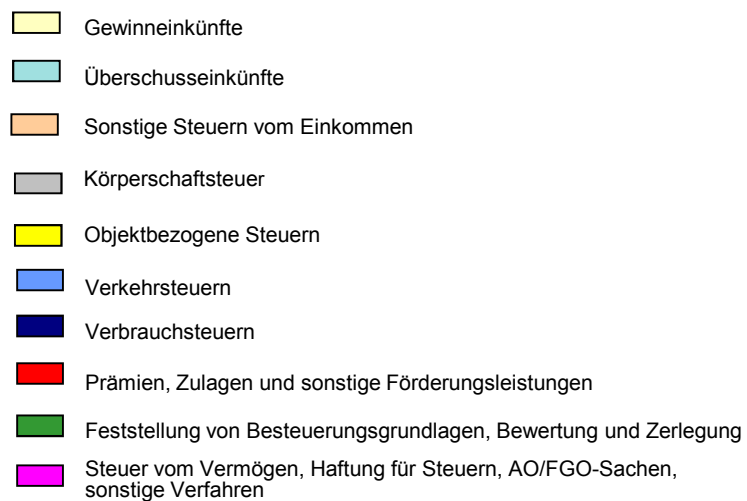 Gewinneinkünfte
Überschusseinkünfte
Sonstige Steuern vom Einkommen
Körperschaftsteuer
Objektbezogene Steuern
Verkehrsteuern
Verbrauchsteuern
Prämien, Zulagen und sonstige Förderungsleistungen
Feststellung von Besteuerungsgrundlagen, Bewertung und Zerlegung
Steuer vom Vermögen, Haftung für Steuern, AO/FGO-Sachen,
sonstige Verfahren